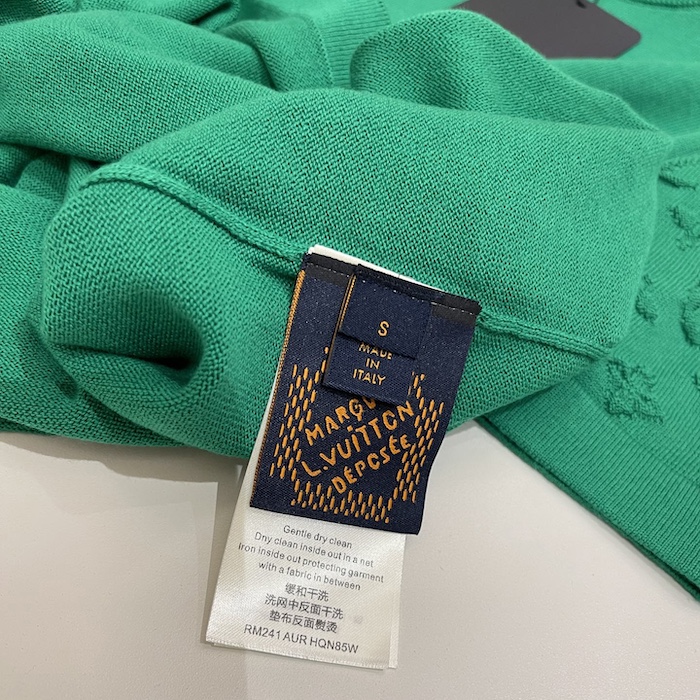 S
MADE
IN
ITALY
MARQUE
L.VUITTON
DÉPOSÉE
Gentle dry clean
Dry clean inside out in a net
Iron inside out protecting garment
with a fabric in between
缓和干洗
洗网中反面干洗
垫布反面熨烫
RM241 AUR HQN85W